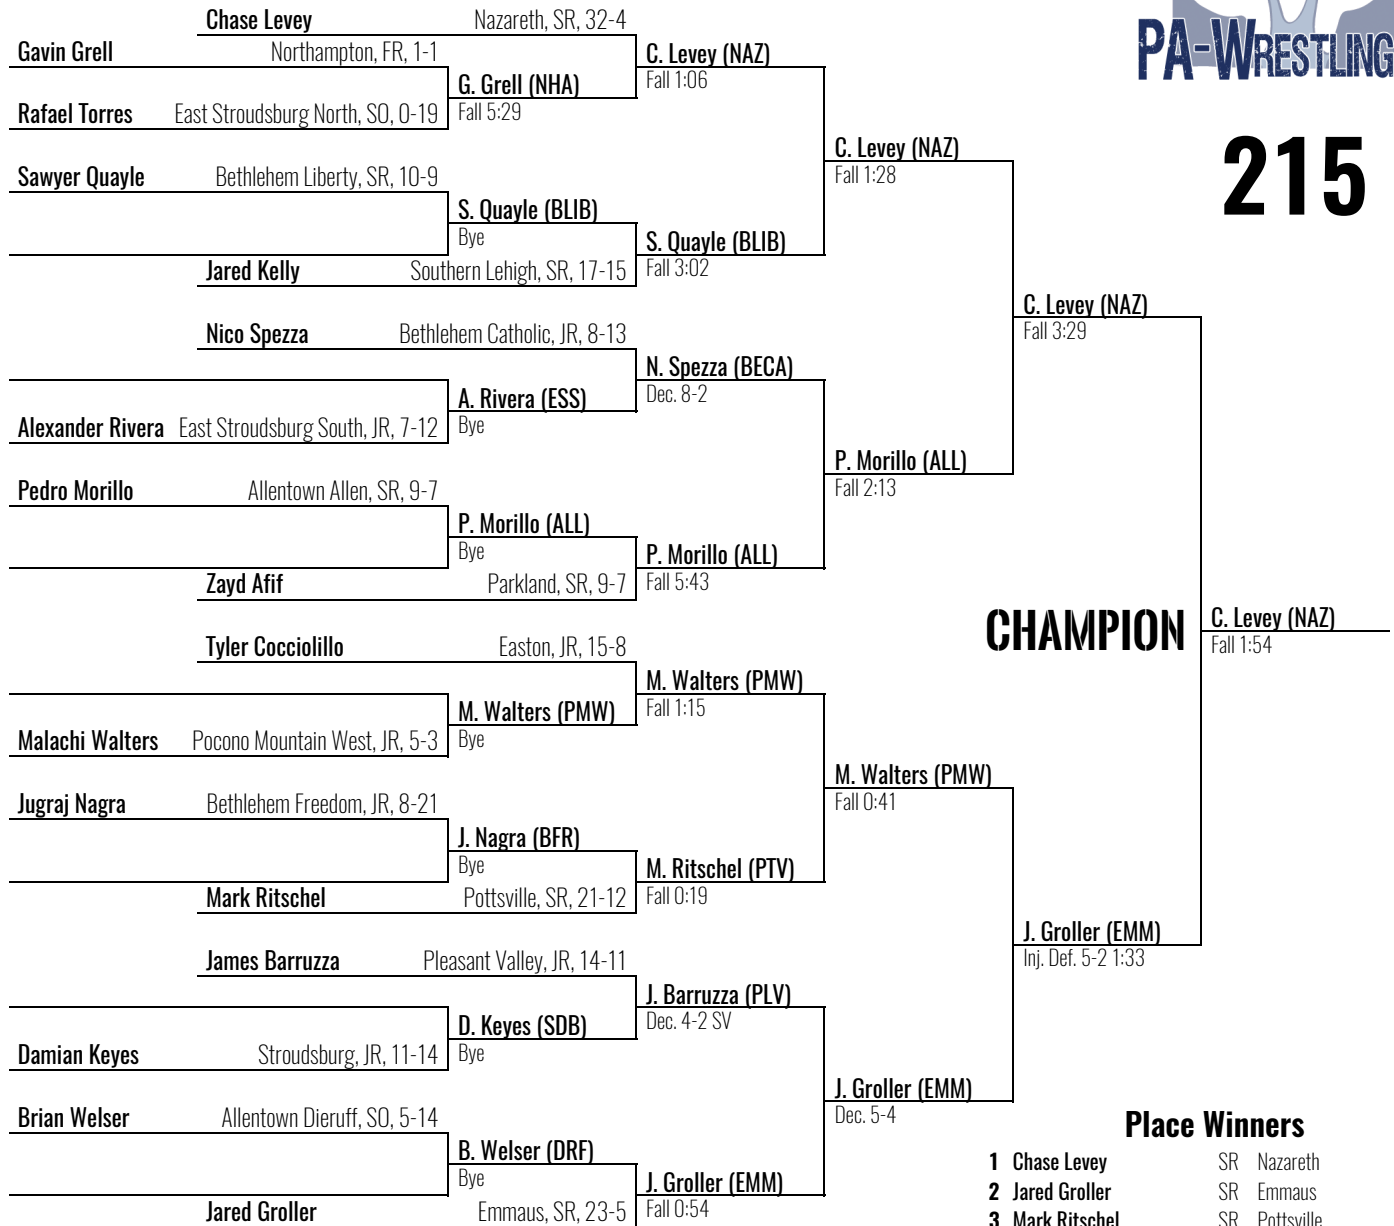 Chase Levey Nazareth, SR, 32-4
Gavin Grell Northampton, FR, 1-1
C. Levey (NAZ)
Fall 1:06
PA-WRESTLING
G. Grell (NHA)
Fall 5:29
Rafael Torres East Stroudsburg North, SO, 0-19
C. Levey (NAZ)
Fall 1:28
215
Sawyer Quayle Bethlehem Liberty, SR, 10-9
S. Quayle (BLIB)
Bye
S. Quayle (BLIB)
Fall 3:02
Jared Kelly Southern Lehigh, SR, 17-15
C. Levey (NAZ)
Fall 3:29
Nico Spezza Bethlehem Catholic, JR, 8-13
N. Spezza (BECA)
Dec. 8-2
A. Rivera (ESS)
Bye
Alexander Rivera East Stroudsburg South, JR, 7-12
P. Morillo (ALL)
Fall 2:13
Pedro Morillo Allentown Allen, SR, 9-7
P. Morillo (ALL)
Bye
P. Morillo (ALL)
Fall 5:43
Zayd Afif Parkland, SR, 9-7
CHAMPION
C. Levey (NAZ)
Fall 1:54
Tyler Cocciolillo Easton, JR, 15-8
M. Walters (PMW)
Fall 1:15
M. Walters (PMW)
Bye
Malachi Walters Pocono Mountain West, JR, 5-3
M. Walters (PMW)
Fall 0:41
Jugraj Nagra Bethlehem Freedom, JR, 8-21
J. Nagra (BFR)
Bye
M. Ritschel (PTV)
Fall 0:19
Mark Ritschel Pottsville, SR, 21-12
J. Groller (EMM)
Inj. Def. 5-2 1:33
James Barruzza Pleasant Valley, JR, 14-11
J. Barruzza (PLV)
Dec. 4-2 SV
D. Keyes (SDB)
Bye
Damian Keyes Stroudsburg, JR, 11-14
J. Groller (EMM)
Dec. 5-4
Brian Welser Allentown Dieruff, SO, 5-14
B. Welser (DRF)
Bye
J. Groller (EMM)
Fall 0:54
Jared Groller Emmaus, SR, 23-5
Place Winners
1 Chase Levey SR Nazareth
2 Jared Groller SR Emmaus
3 Mark Ritschel SR Pottsville